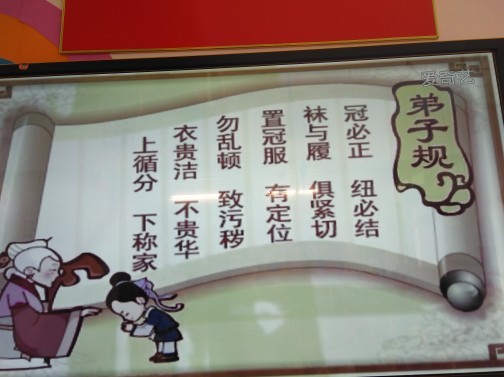 弟子规
冠必正 纽必结
袜与履 俱紧切
置冠服 有定位
勿乱顿 致污秽
衣贵洁 不贵华
上循分 下称家